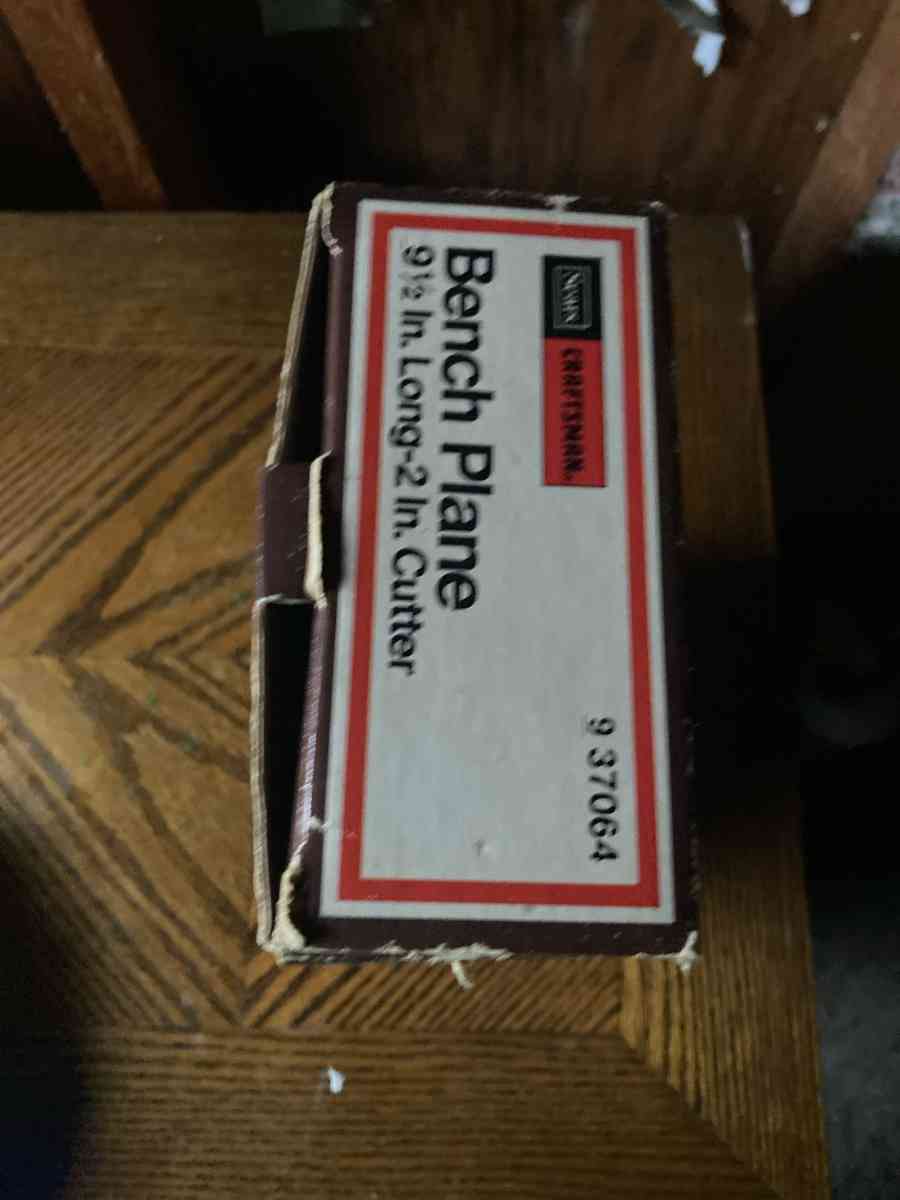 Sears
CRAFTSMAN.
9 37064
Bench Plane
9½ In. Long-2 In. Cutter